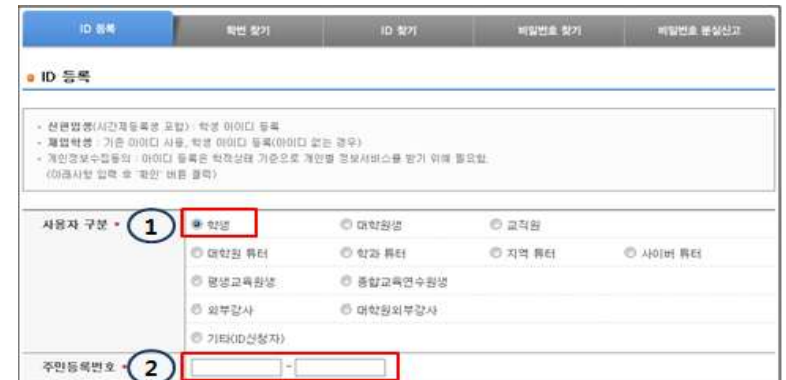 ID 등록 학번 찾기 ID 찾기 비밀번호 찾기 비밀번호 분실신고
ID 등록
- 신편입생(시간제등록생 포함) : 학생 아이디 등록
- 재입학생 : 기존 아이디 사용, 학생 아이디 등록(아이디 없는 경우)
- 개인정보수집동의 : 아이디 등록은 학적상태 기준으로 개인별 정보서비스를 받기 위해 필요함.
(아래사항 입력 후 '확인' 버튼 클릭)
사용자 구분 * 1 학생 대학원생 교직원
대학원 튜터 학과 튜터 지역 튜터 사이버 튜터
평생교육원생 종합교육연수원생
외부강사 대학원외부강사
기타(ID신청자)
주민등록번호 * 2 -